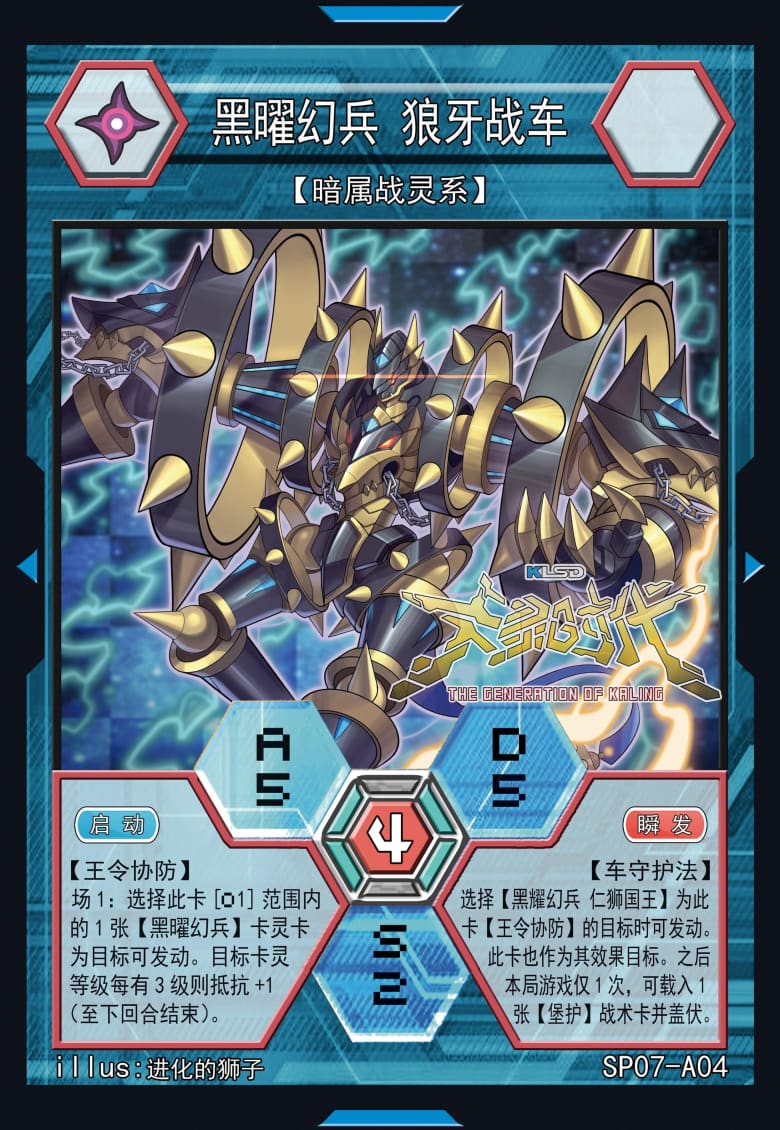 黑曜幻兵 狼牙战车
【暗属战灵系】
KLSD
卡灵时代
THE GENERATION OF KALING
A
5
D
5
4
S
2
启动
【王令协防】
场1：选择此卡[o1]范围内
的1张【黑曜幻兵】卡灵卡
为目标可发动。目标卡灵
等级每有3级则抵抗+1
（至下回合结束）。
瞬发
【车守护法】
选择【黑耀幻兵 仁狮国王】为此
卡【王令协防】的目标时可发动。
此卡也作为其效果目标。之后
本局游戏仅1次，可载入1
张【堡护】战术卡并盖伏。
illus:进化的狮子
SP07-A04